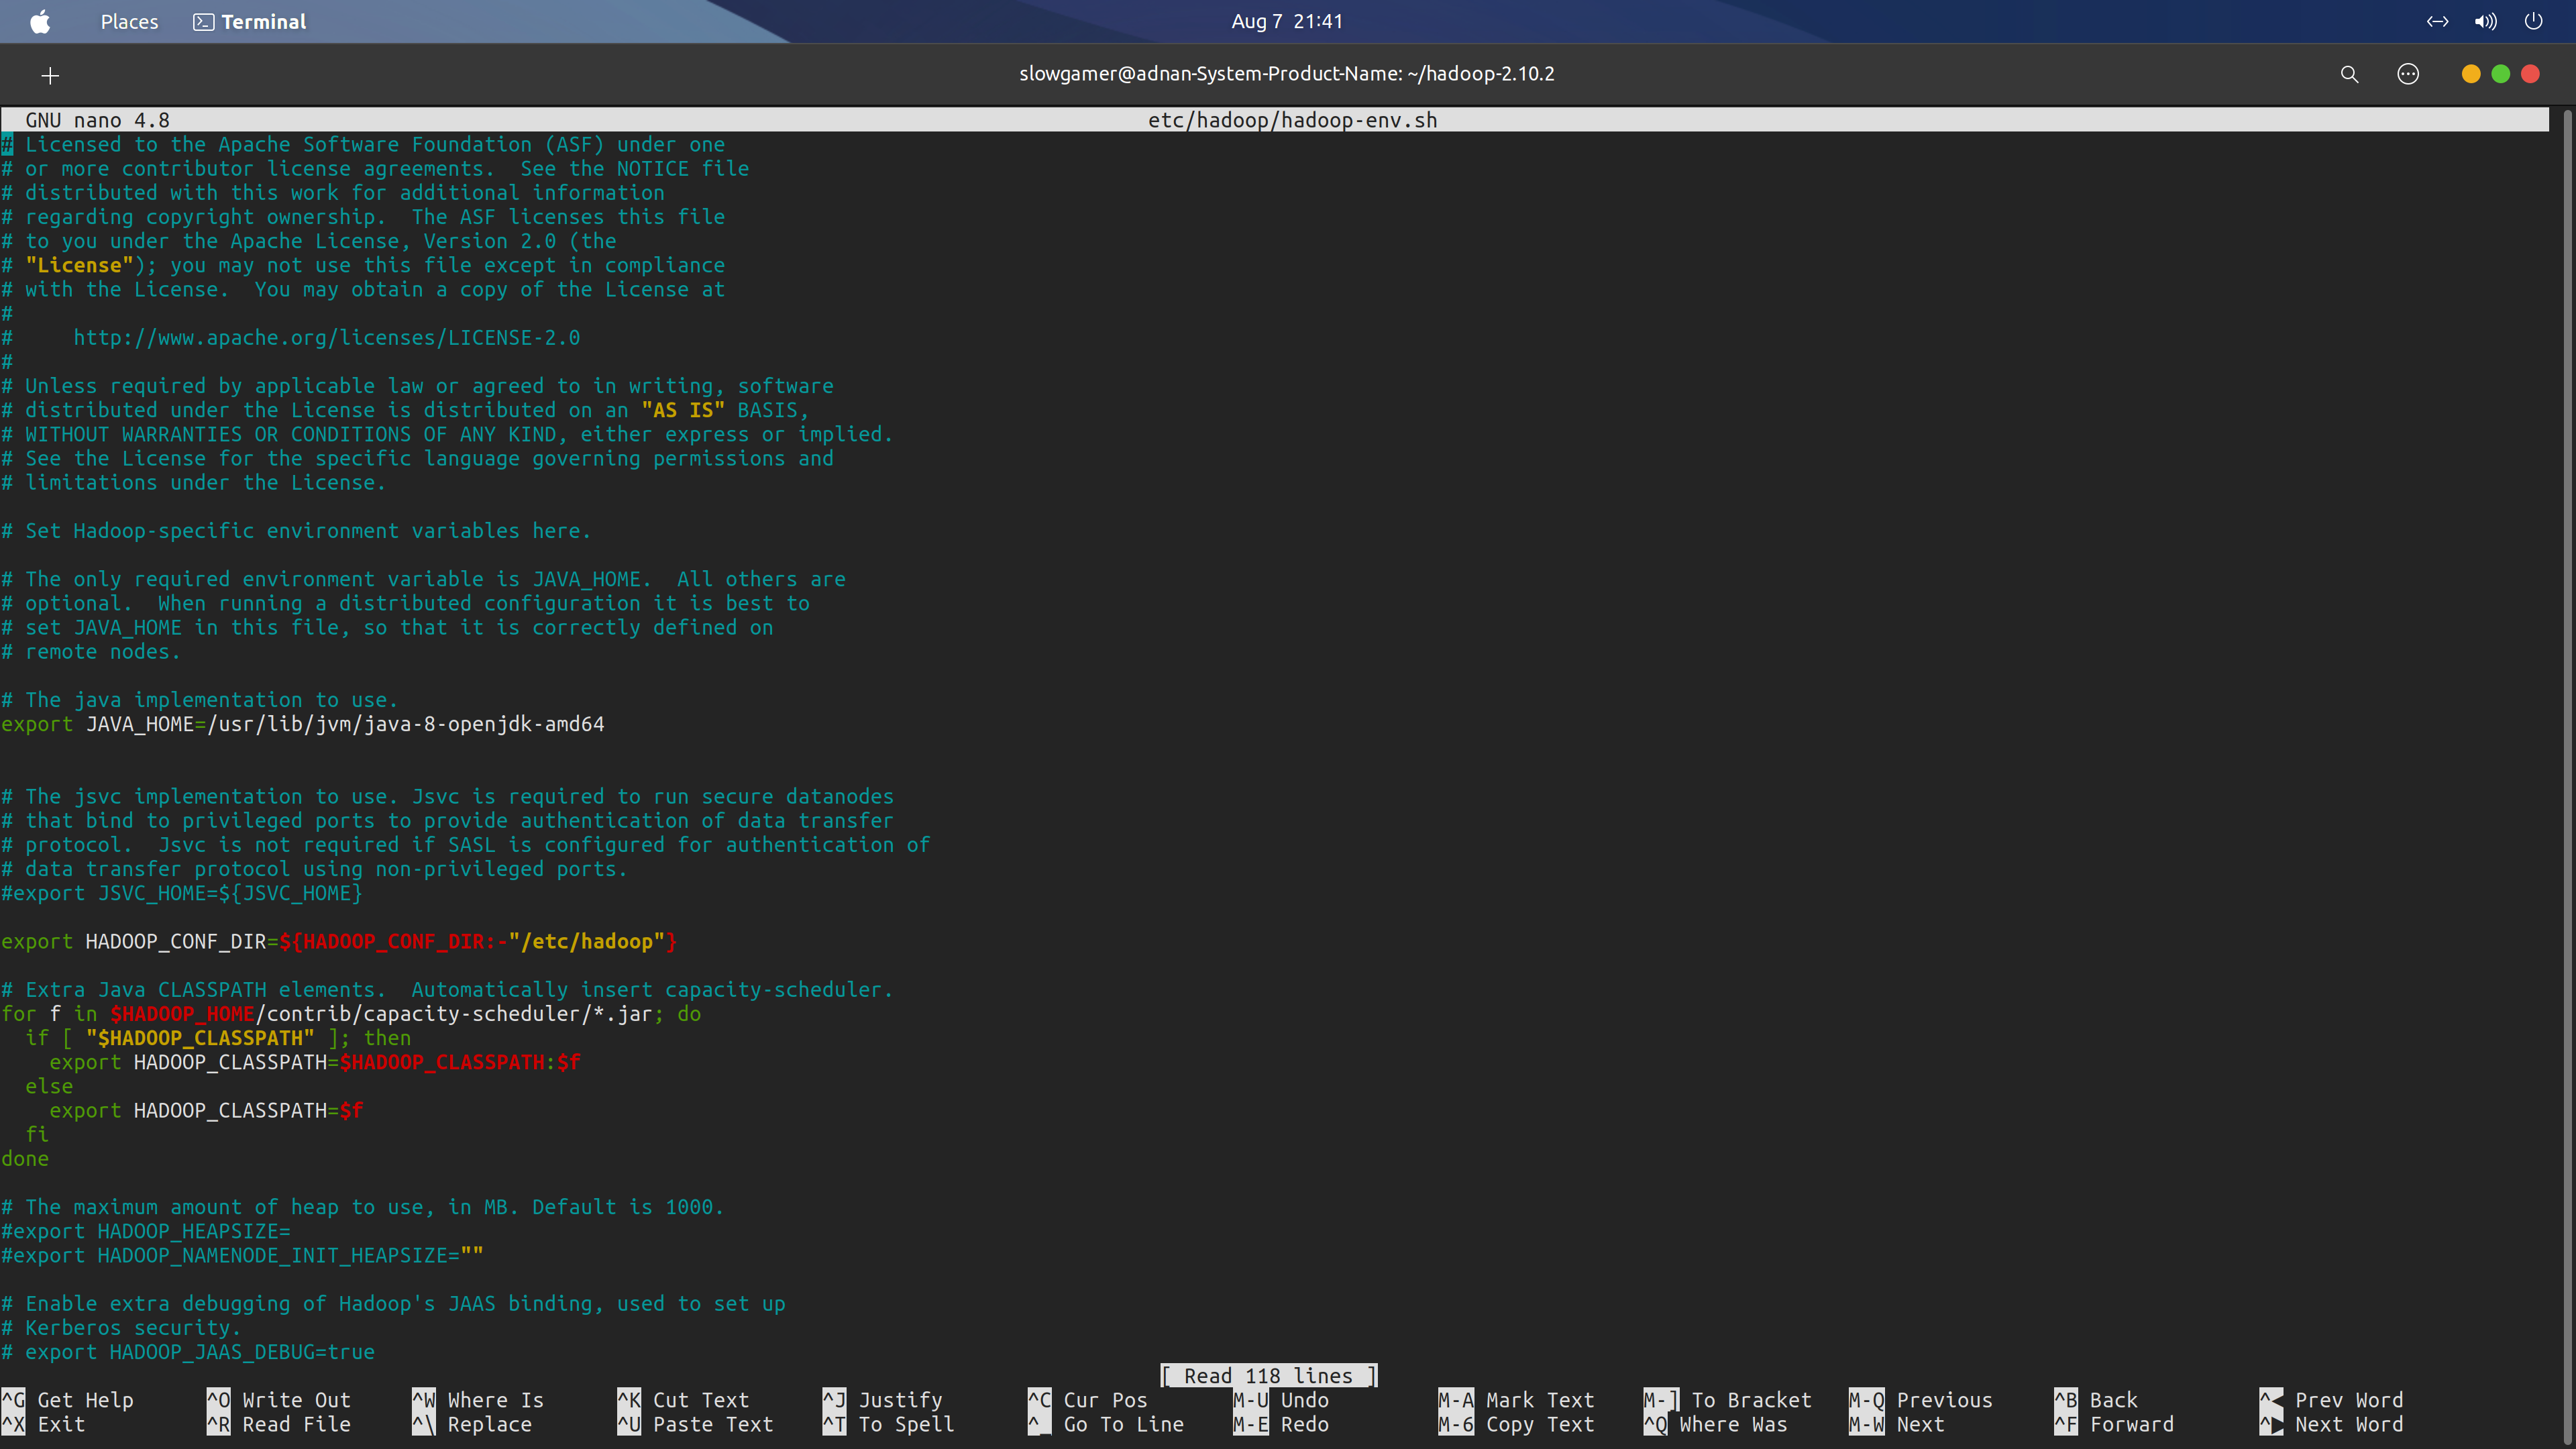 Places Terminal Aug 7 21:41
slowgamer@adnan-System-Product-Name: ~/hadoop-2.10.2
GNU nano 4.8 etc/hadoop/hadoop-env.sh
# Licensed to the Apache Software Foundation (ASF) under one
# or more contributor license agreements.  See the NOTICE file
# distributed with this work for additional information
# regarding copyright ownership.  The ASF licenses this file
# to you under the Apache License, Version 2.0 (the
# "License"); you may not use this file except in compliance
# with the License.  You may obtain a copy of the License at
#
#     http://www.apache.org/licenses/LICENSE-2.0
#
# Unless required by applicable law or agreed to in writing, software
# distributed under the License is distributed on an "AS IS" BASIS,
# WITHOUT WARRANTIES OR CONDITIONS OF ANY KIND, either express or implied.
# See the License for the specific language governing permissions and
# limitations under the License.

# Set Hadoop-specific environment variables here.

# The only required environment variable is JAVA_HOME.  All others are
# optional.  When running a distributed configuration it is best to
# set JAVA_HOME in this file, so that it is correctly defined on
# remote nodes.

# The java implementation to use.
export JAVA_HOME=/usr/lib/jvm/java-8-openjdk-amd64

# The jsvc implementation to use. Jsvc is required to run secure datanodes
# that bind to privileged ports to provide authentication of data transfer
# protocol.  Jsvc is not required if SASL is configured for authentication of
# data transfer protocol using non-privileged ports.
#export JSVC_HOME=${JSVC_HOME}

export HADOOP_CONF_DIR=${HADOOP_CONF_DIR:-"/etc/hadoop"}

# Extra Java CLASSPATH elements.  Automatically insert capacity-scheduler.
for f in $HADOOP_HOME/contrib/capacity-scheduler/*.jar; do
  if [ "$HADOOP_CLASSPATH" ]; then
    export HADOOP_CLASSPATH=$HADOOP_CLASSPATH:$f
  else
    export HADOOP_CLASSPATH=$f
  fi
done

# The maximum amount of heap to use, in MB. Default is 1000.
#export HADOOP_HEAPSIZE=
#export HADOOP_NAMENODE_INIT_HEAPSIZE=""

# Enable extra debugging of Hadoop's JAAS binding, used to set up
# Kerberos security.
# export HADOOP_JAAS_DEBUG=true
[ Read 118 lines ]
^G Get Help ^O Write Out ^W Where Is ^K Cut Text ^J Justify ^C Cur Pos M-U Undo M-A Mark Text M-] To Bracket M-Q Previous ^B Back ^◀ Prev Word
^X Exit ^R Read File ^\ Replace ^U Paste Text ^T To Spell ^_ Go To Line M-E Redo M-6 Copy Text ^Q Where Was M-W Next ^F Forward ^▶ Next Word